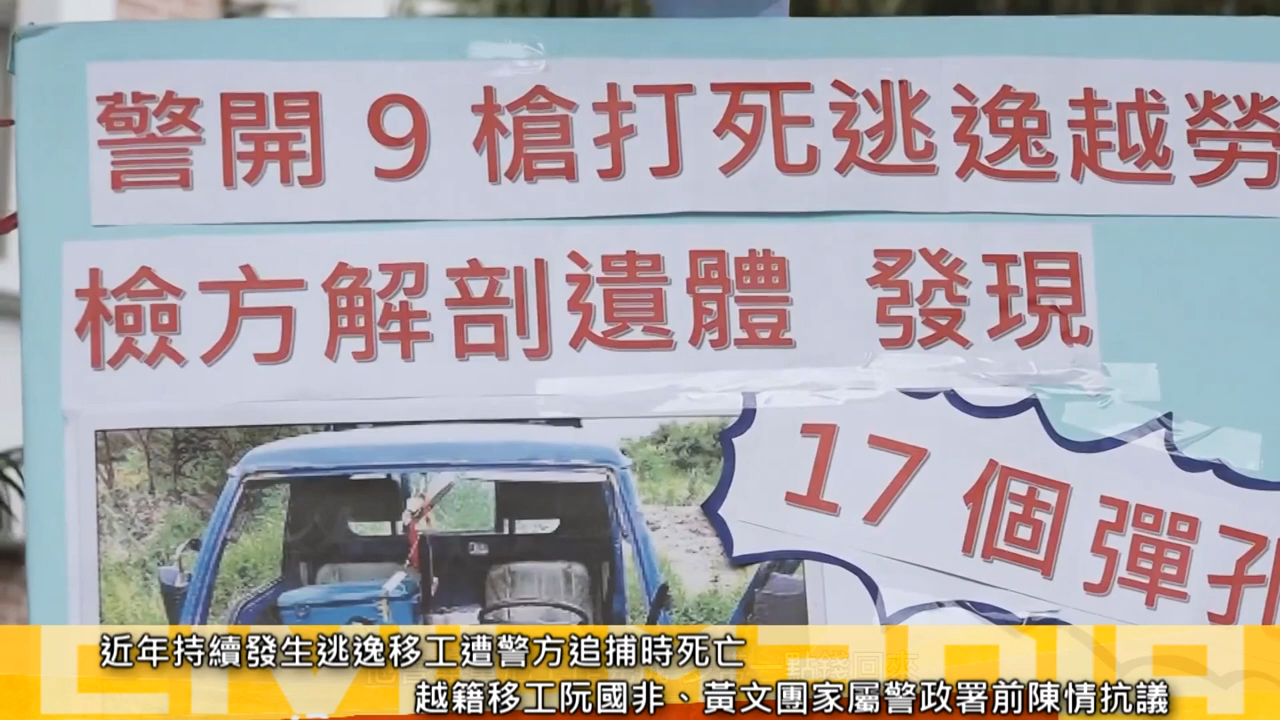 警開 9 槍打死逃逸越勞
檢方解剖遺體 發現
17 個彈孔
近年持續發生逃逸移工遭警方追捕時死亡
越籍移工阮國非、黃文團家屬警政署前陳情抗議